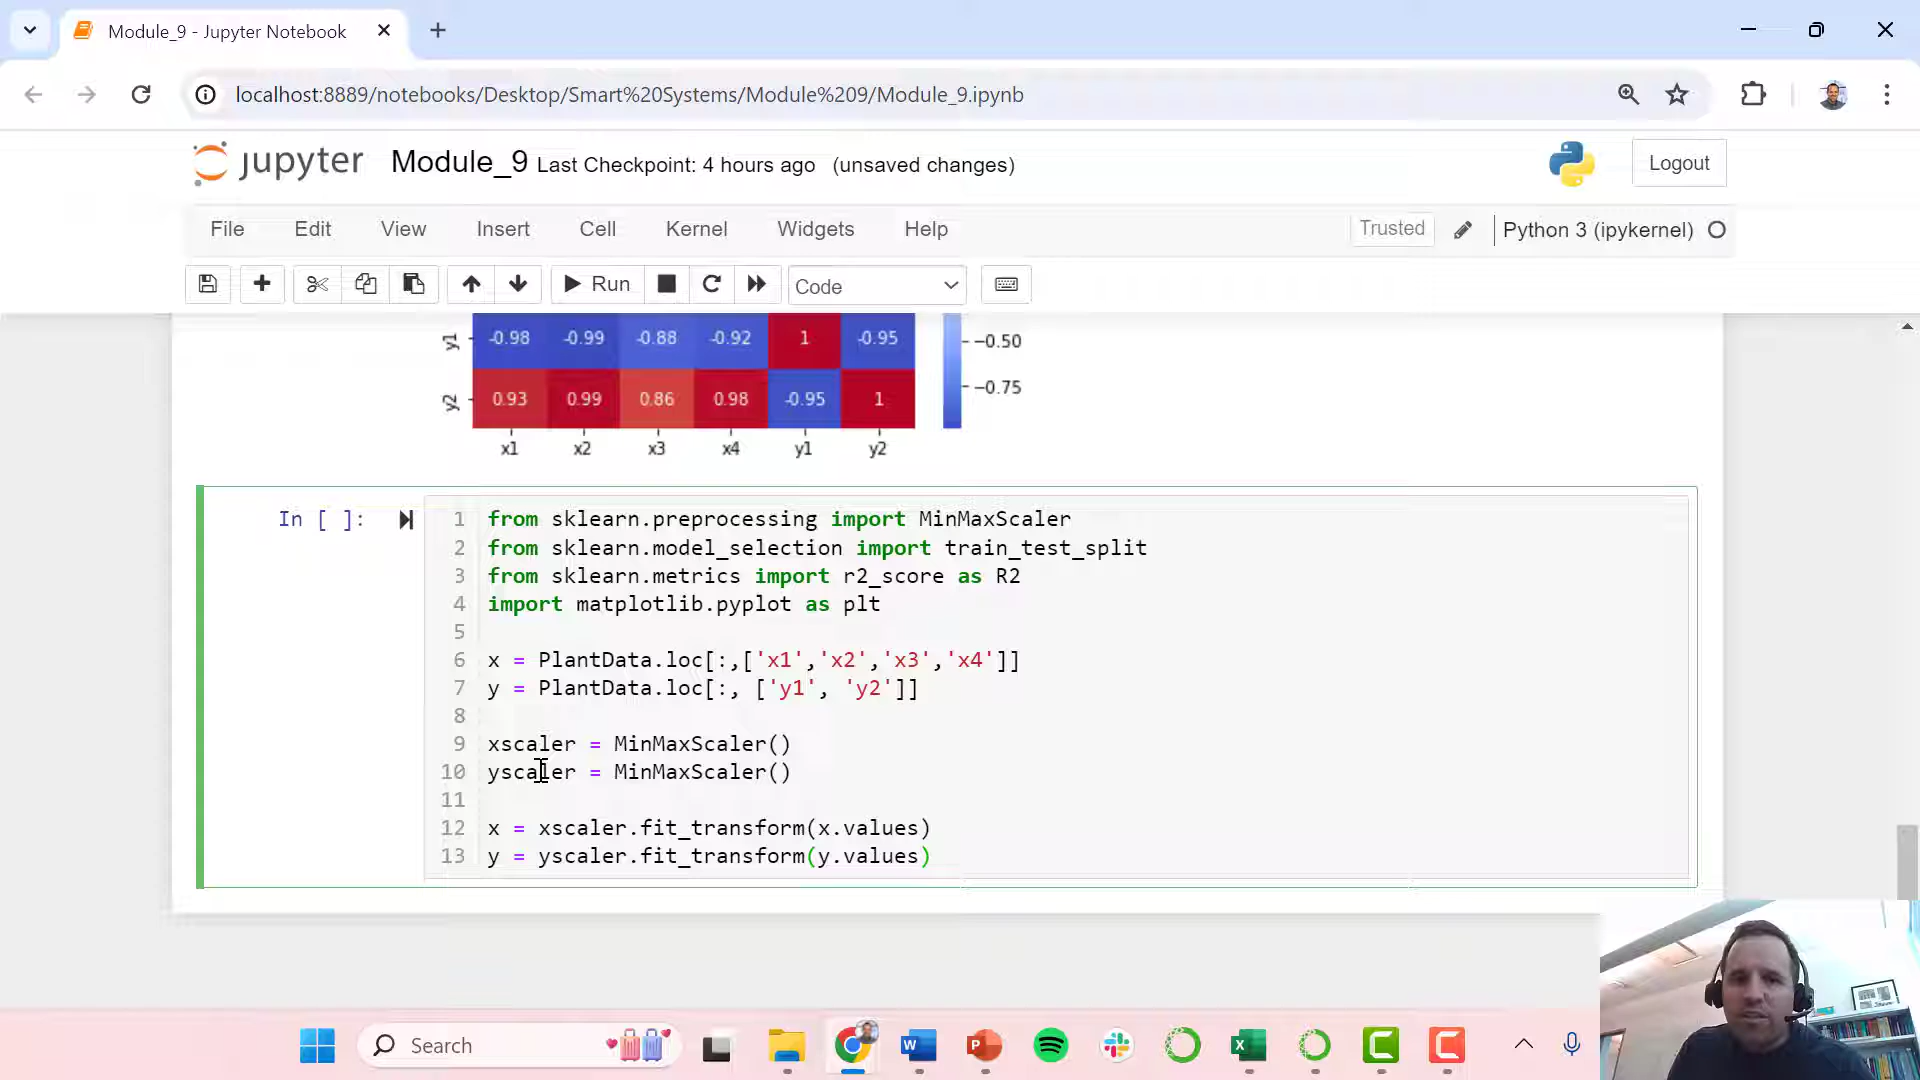 Module_9 - Jupyter Notebook
localhost:8889/notebooks/Desktop/Smart%20Systems/Module%209/Module_9.ipynb
jupyter Module_9 Last Checkpoint: 4 hours ago (unsaved changes) Logout
File Edit View Insert Cell Kernel Widgets Help Trusted Python 3 (ipykernel)
Run Code
y1 -0.98 -0.99 -0.88 -0.92 1 -0.95 −0.50
−0.75
y2 0.93 0.99 0.86 0.98 -0.95 1
x1 x2 x3 x4 y1 y2
In [ ]: 1 from sklearn.preprocessing import MinMaxScaler
2 from sklearn.model_selection import train_test_split
3 from sklearn.metrics import r2_score as R2
4 import matplotlib.pyplot as plt
5
6 x = PlantData.loc[:,['x1','x2','x3','x4']]
7 y = PlantData.loc[:, ['y1', 'y2']]
8
9 xscaler = MinMaxScaler()
10 yscaler = MinMaxScaler()
11
12 x = xscaler.fit_transform(x.values)
13 y = yscaler.fit_transform(y.values)
Search